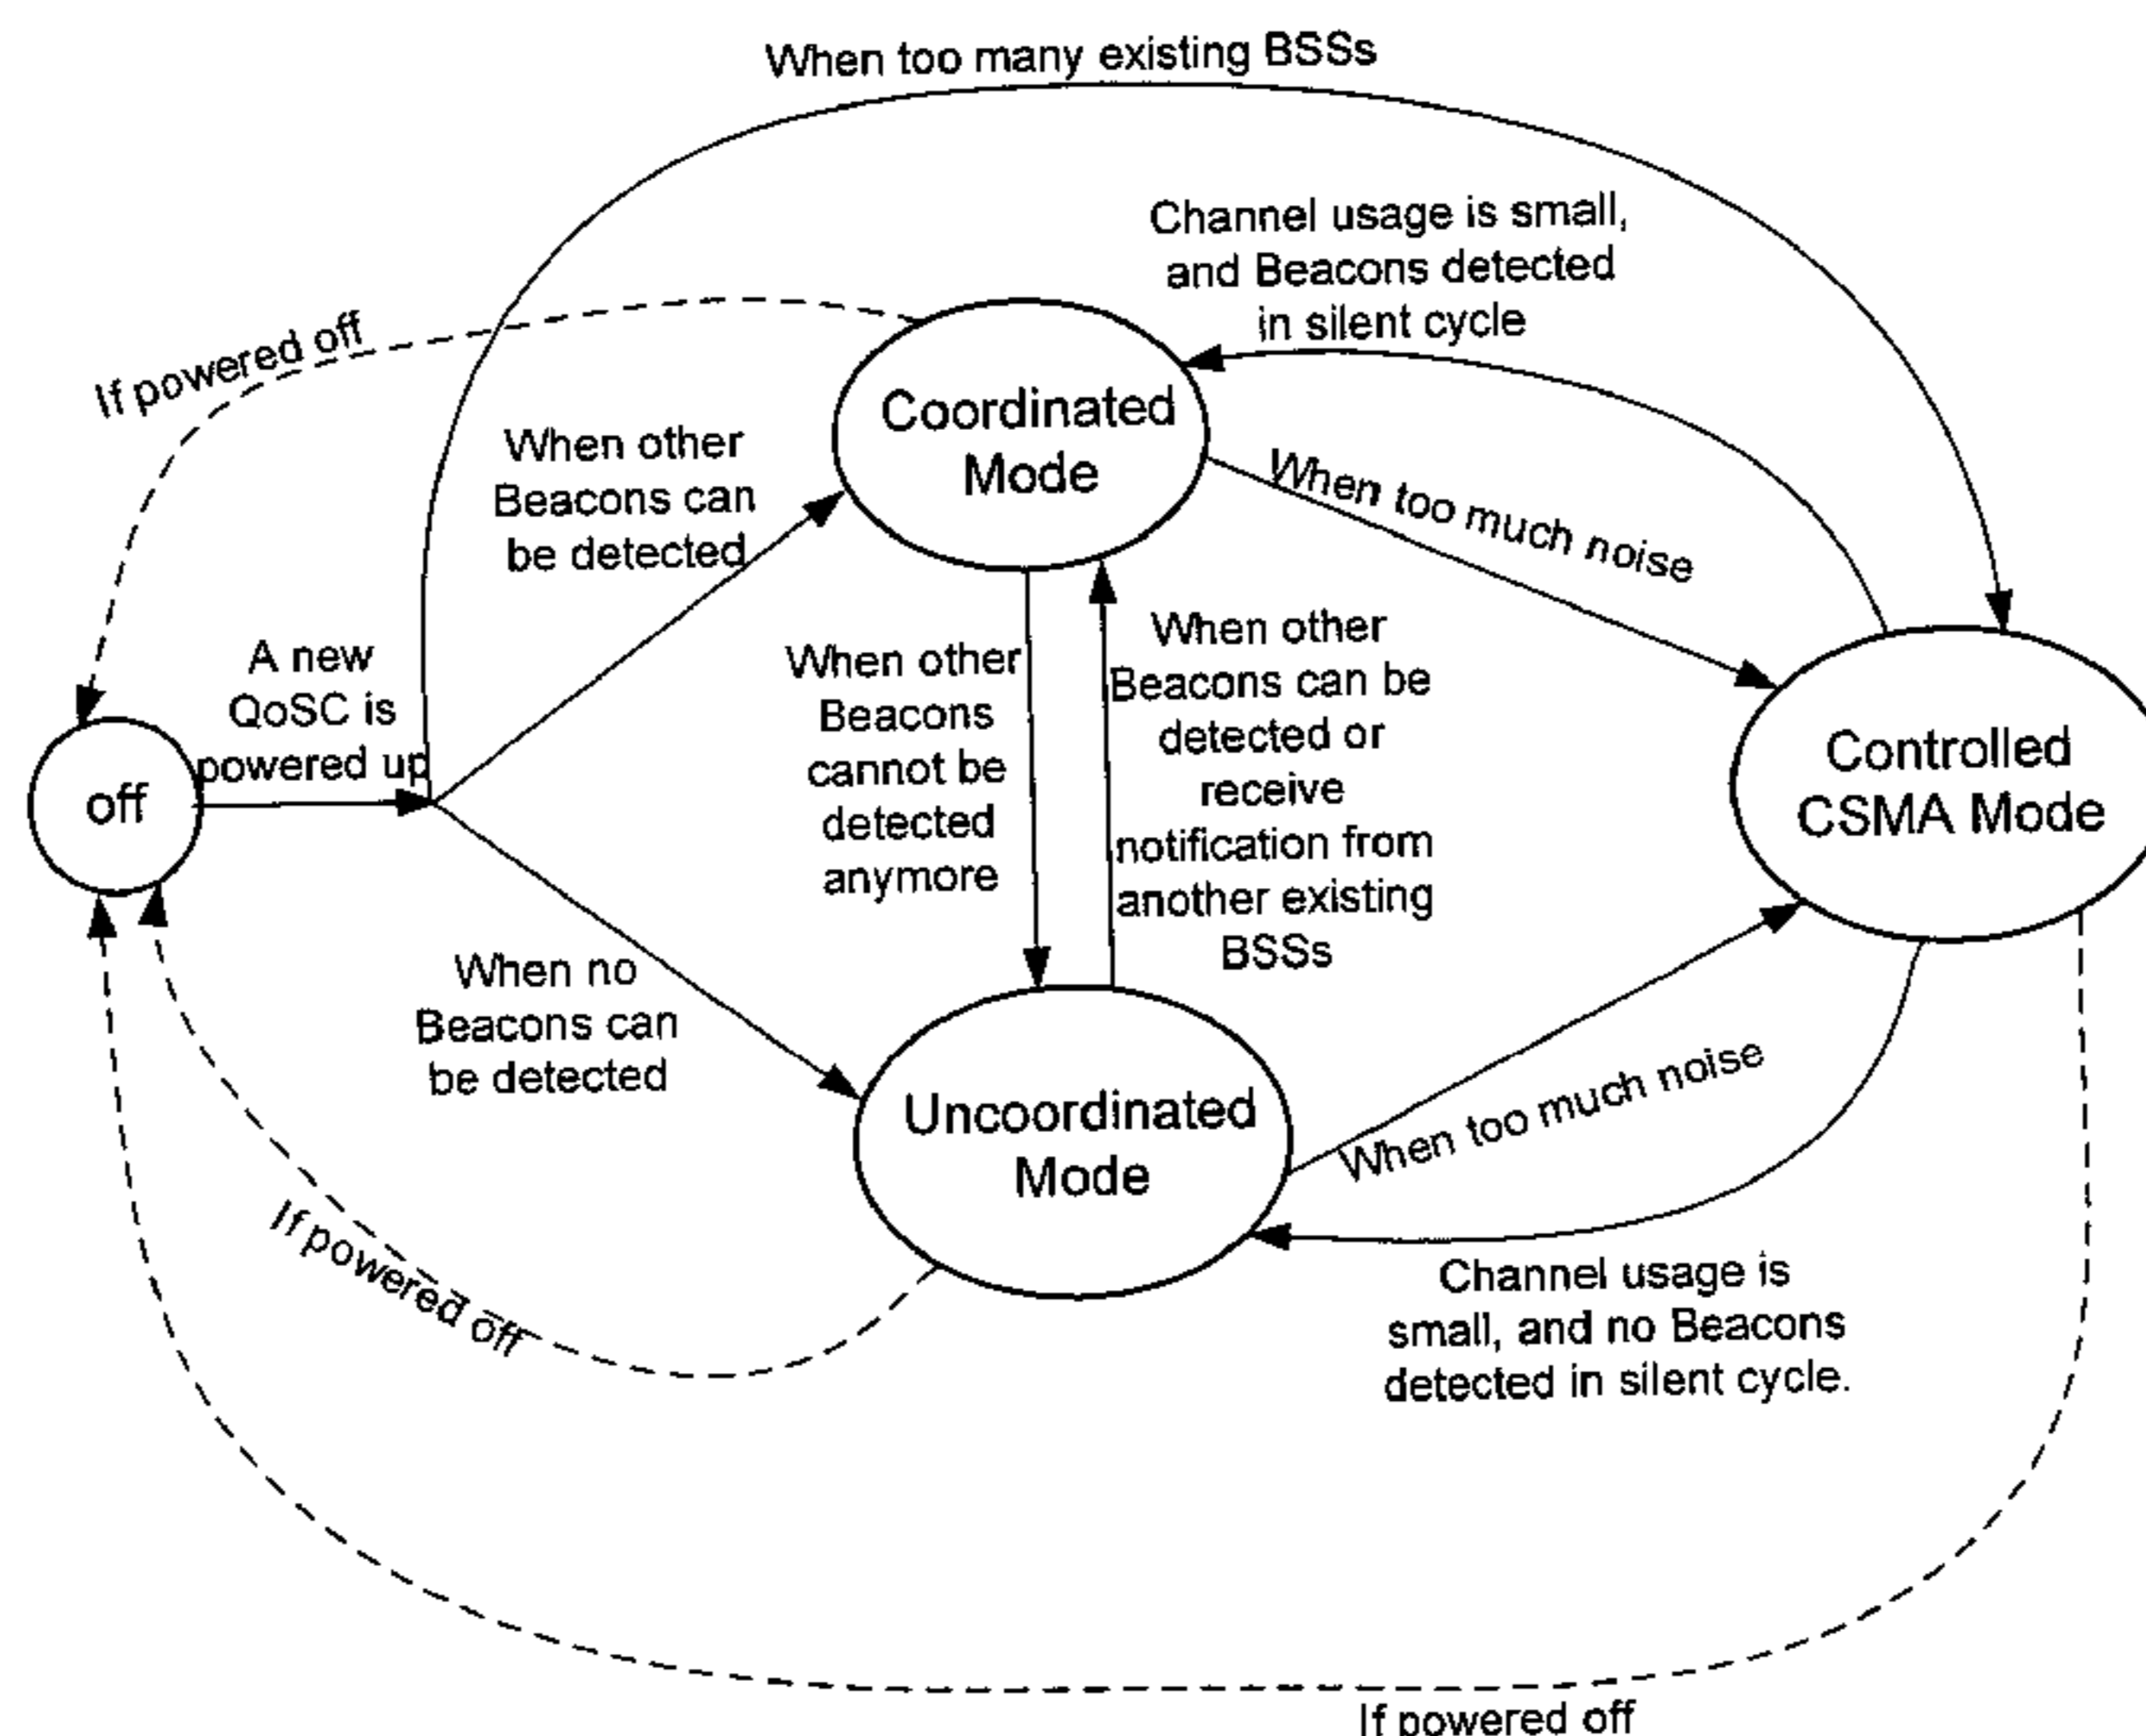 When too many existing BSSs
Channel usage is small,
and Beacons detected
in silent cycle
If powered off
Coordinated
Mode
When other
Beacons can
be detected
When too much noise
A new
QoSC is
powered up
off
When other
Beacons
cannot be
detected
anymore
When other
Beacons can be
detected or
receive
notification from
another existing
BSSs
Controlled
CSMA Mode
When no
Beacons can
be detected
Uncoordinated
Mode
When too much noise
If powered off
Channel usage is
small, and no Beacons
detected in silent cycle.
If powered off